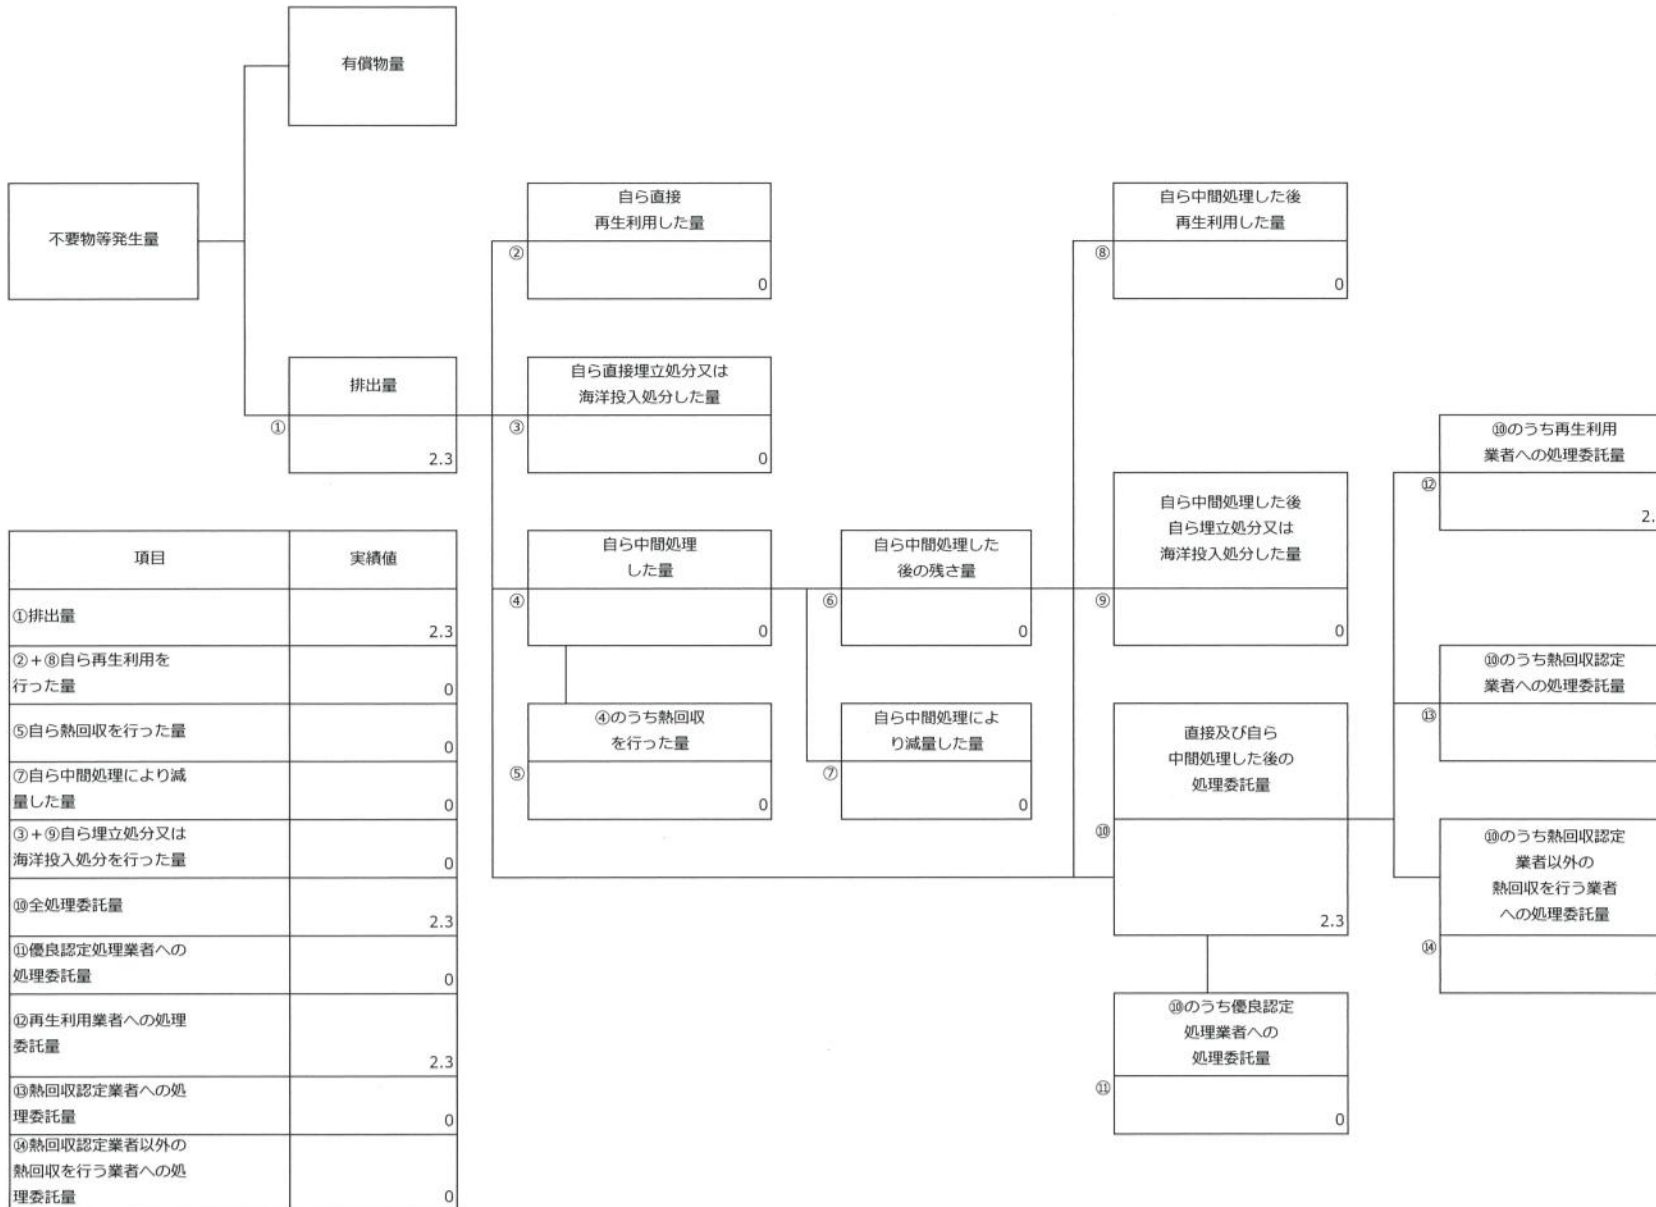 有償物量
不要物等発生量
自ら直接
再生利用した量
②
0
自ら中間処理した後
再生利用した量
⑧
0
排出量
①
2.3
自ら直接埋立処分又は
海洋投入処分した量
③
0
⑩のうち再生利用
業者への処理委託量
⑫
2.
自ら中間処理
した量
④
0
自ら中間処理した
後の残さ量
⑥
0
自ら中間処理した後
自ら埋立処分又は
海洋投入処分した量
⑨
0
④のうち熱回収
を行った量
⑤
0
自ら中間処理によ
り減量した量
⑦
0
直接及び自ら
中間処理した後の
処理委託量
⑩
2.3
⑩のうち熱回収認定
業者への処理委託量
⑬
⑩のうち熱回収認定
業者以外の
熱回収を行う業者
への処理委託量
⑭
⑩のうち優良認定
処理業者への
処理委託量
⑪
0
項目 実績値
①排出量
2.3
②+⑧自ら再生利用を
行った量 0
⑤自ら熱回収を行った量
0
⑦自ら中間処理により減
量した量 0
③+⑨自ら埋立処分又は
海洋投入処分を行った量 0
⑩全処理委託量
2.3
⑪優良認定処理業者への
処理委託量 0
⑫再生利用業者への処理
委託量
2.3
⑬熱回収認定業者への処
理委託量 0
⑭熱回収認定業者以外の
熱回収を行う業者への処
理委託量 0